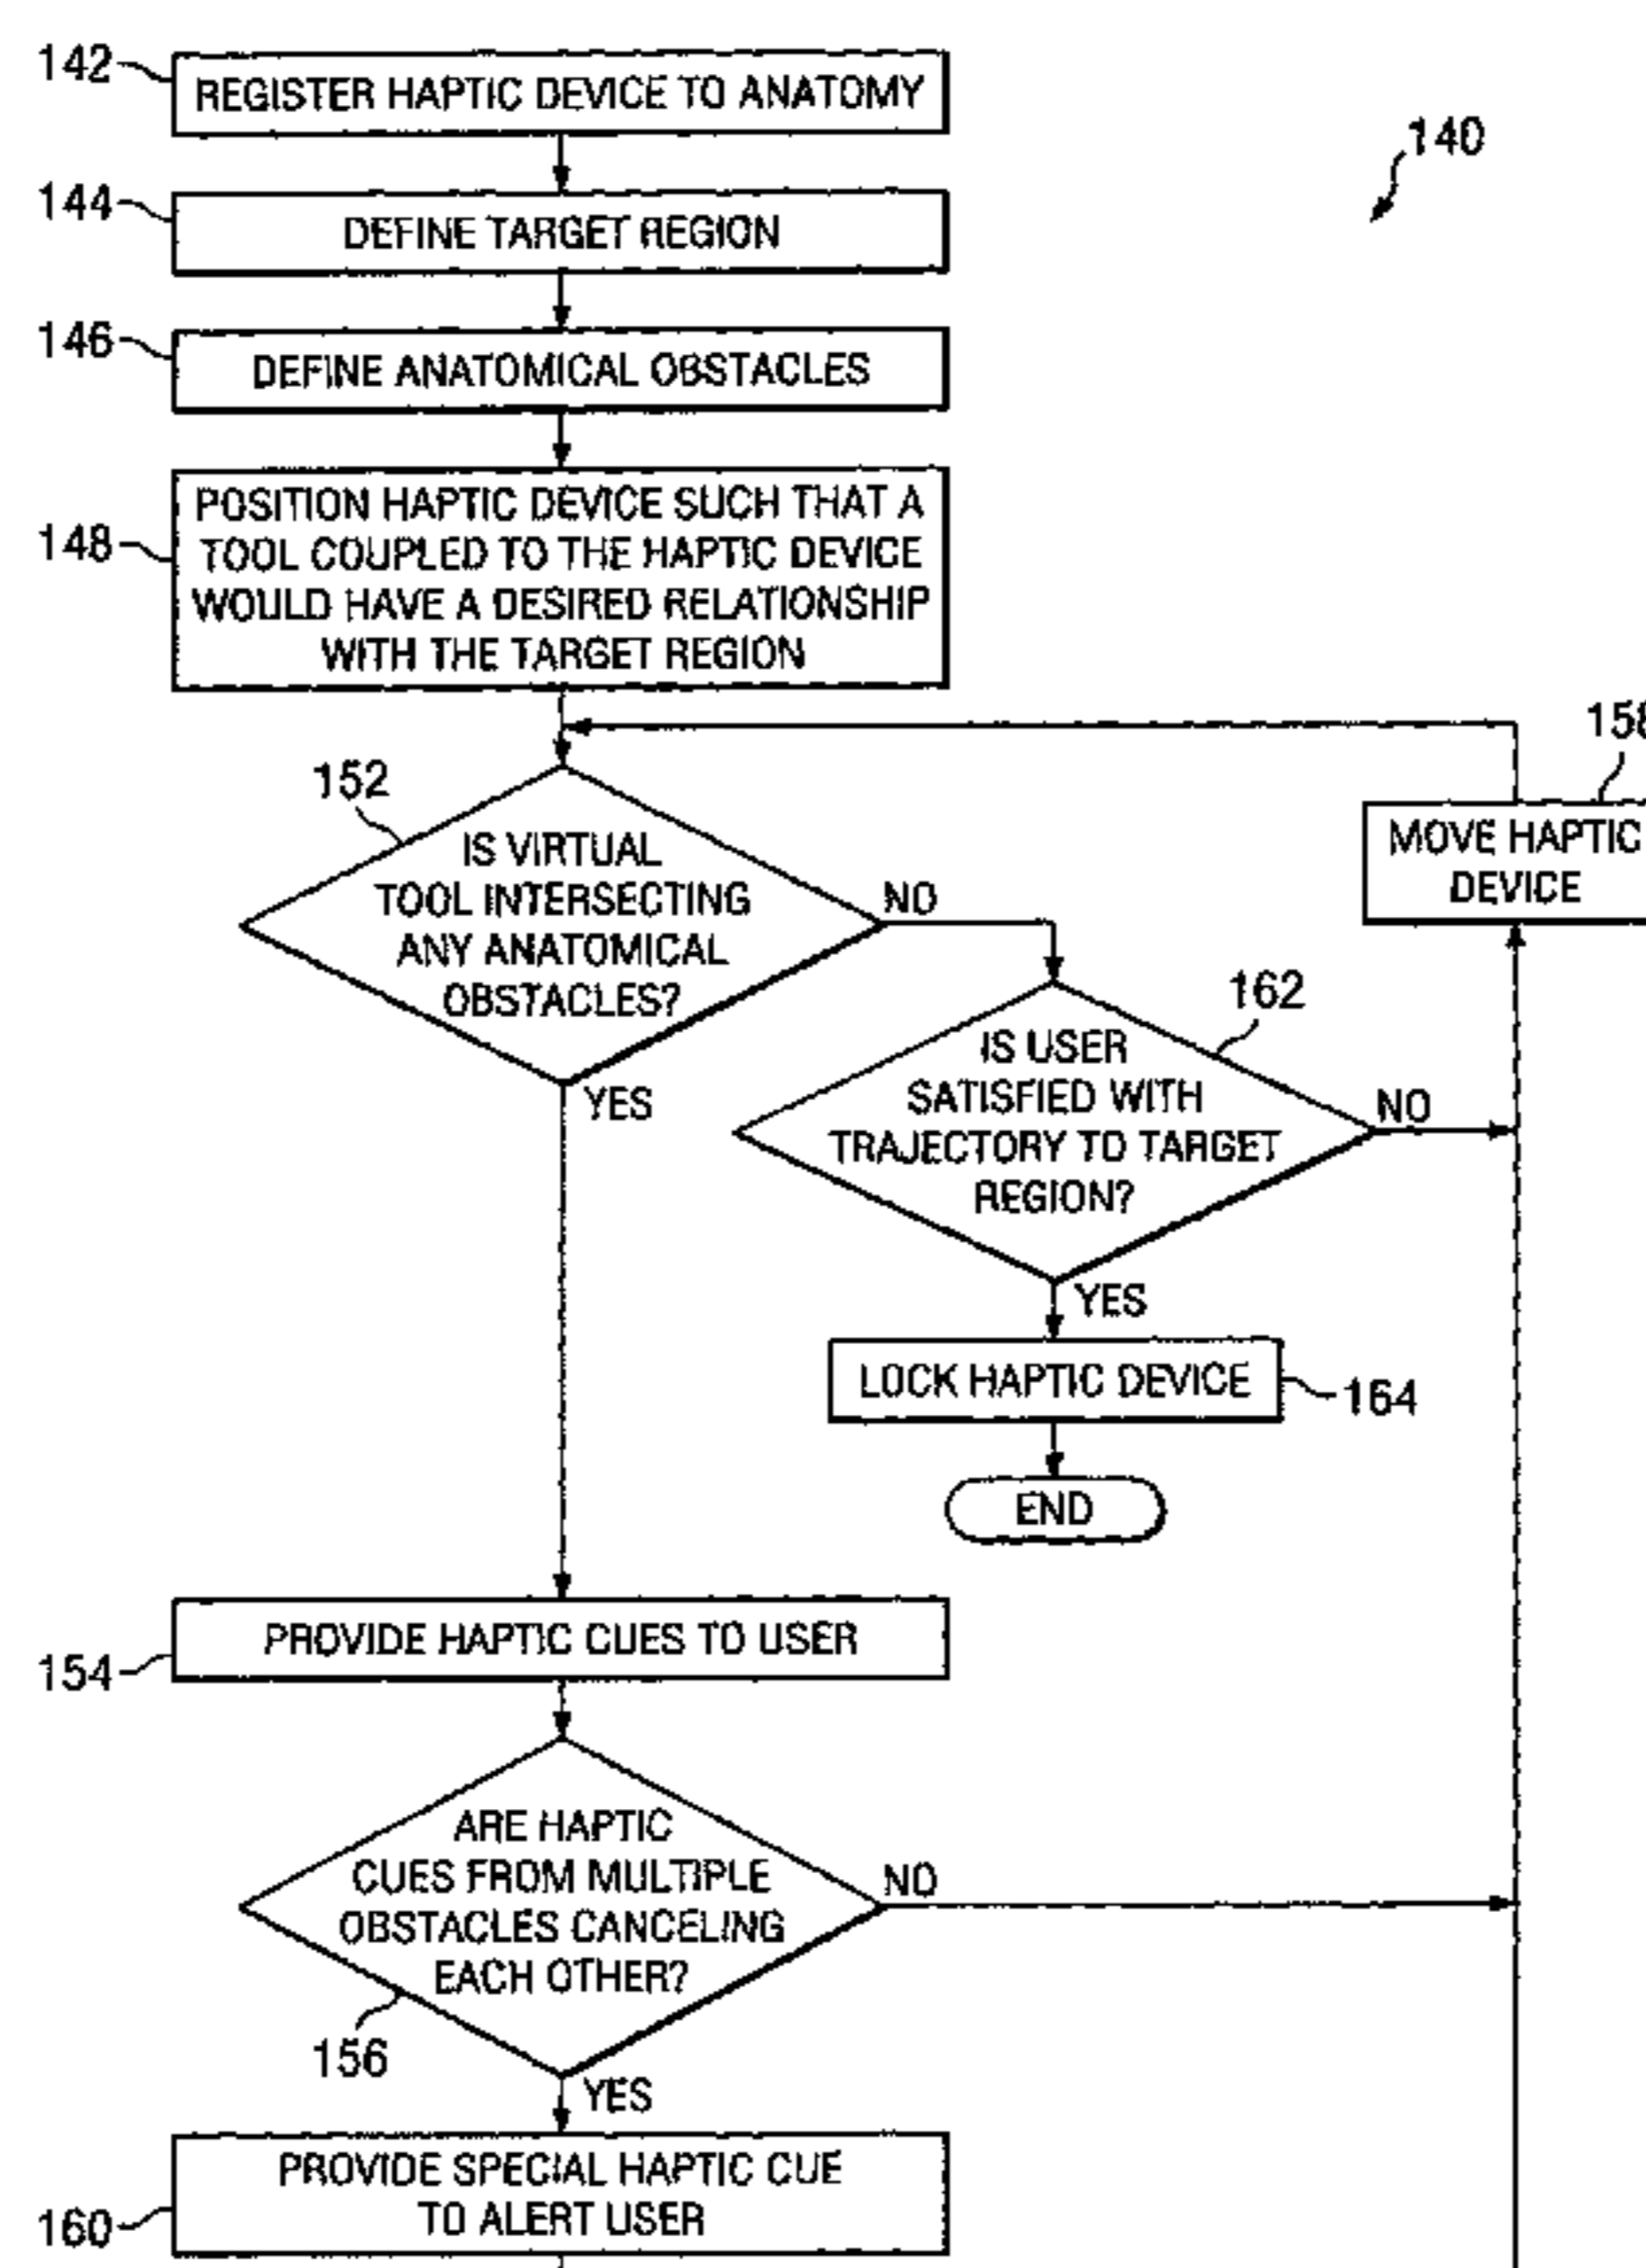 142
REGISTER HAPTIC DEVICE TO ANATOMY
140
144
DEFINE TARGET REGION
146
DEFINE ANATOMICAL OBSTACLES
148
POSITION HAPTIC DEVICE SUCH THAT A
TOOL COUPLED TO THE HAPTIC DEVICE
WOULD HAVE A DESIRED RELATIONSHIP
WITH THE TARGET REGION
158
MOVE HAPTIC
DEVICE
152
IS VIRTUAL
TOOL INTERSECTING
ANY ANATOMICAL
OBSTACLES?
NO
YES
162
IS USER
SATISFIED WITH
TRAJECTORY TO TARGET
REGION?
NO
YES
LOCK HAPTIC DEVICE
164
END
154
PROVIDE HAPTIC CUES TO USER
ARE HAPTIC
CUES FROM MULTIPLE
OBSTACLES CANCELING
EACH OTHER?
NO
156
YES
PROVIDE SPECIAL HAPTIC CUE
TO ALERT USER
160